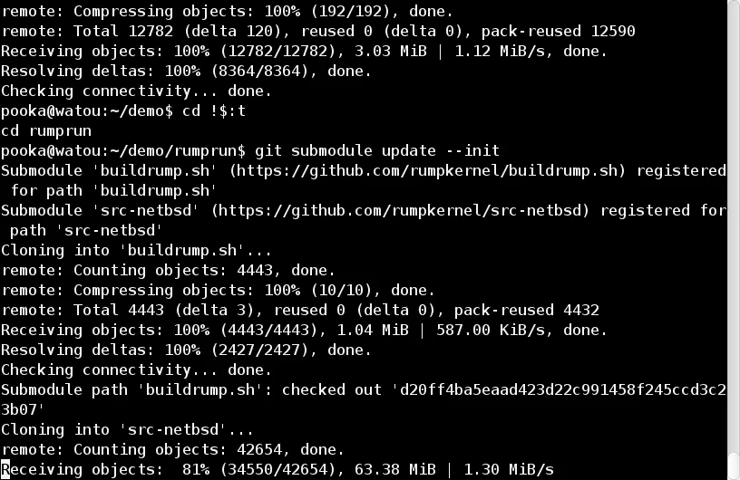 remote: Compressing objects: 100% (192/192), done.
remote: Total 12782 (delta 120), reused 0 (delta 0), pack-reused 12590
Receiving objects: 100% (12782/12782), 3.03 MiB | 1.12 MiB/s, done.
Resolving deltas: 100% (8364/8364), done.
Checking connectivity... done.
pooka@watou:~/demo$ cd !$:t
cd rumprun
pooka@watou:~/demo/rumprun$ git submodule update --init
Submodule 'buildrump.sh' (https://github.com/rumpkernel/buildrump.sh) registered
 for path 'buildrump.sh'
Submodule 'src-netbsd' (https://github.com/rumpkernel/src-netbsd) registered for
 path 'src-netbsd'
Cloning into 'buildrump.sh'...
remote: Counting objects: 4443, done.
remote: Compressing objects: 100% (10/10), done.
remote: Total 4443 (delta 3), reused 0 (delta 0), pack-reused 4432
Receiving objects: 100% (4443/4443), 1.04 MiB | 587.00 KiB/s, done.
Resolving deltas: 100% (2427/2427), done.
Checking connectivity... done.
Submodule path 'buildrump.sh': checked out 'd20ff4ba5eaad423d22c991458f245ccd3c2
3b07'
Cloning into 'src-netbsd'...
remote: Counting objects: 42654, done.
Receiving objects:  81% (34550/42654), 63.38 MiB | 1.30 MiB/s